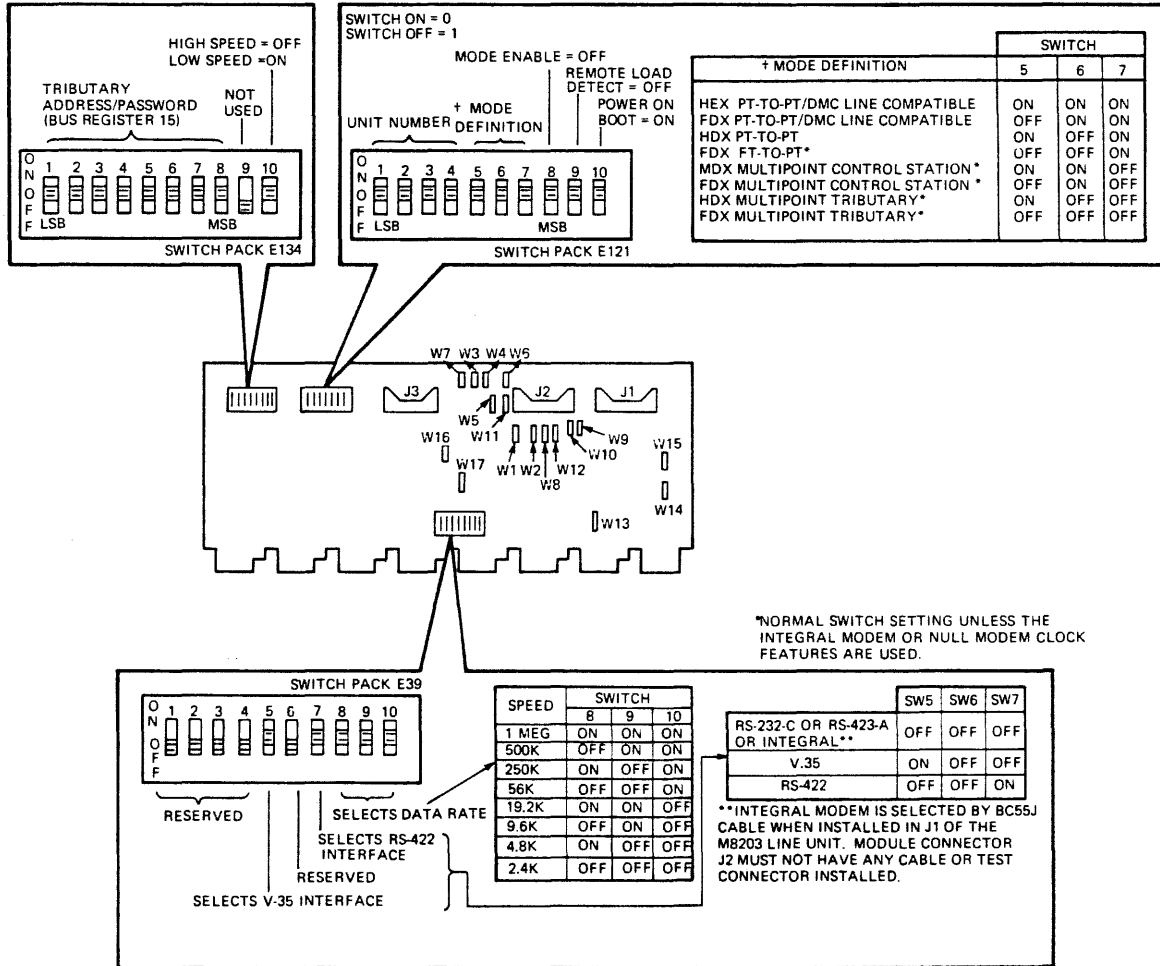 HIGH SPEED = OFF
LOW SPEED =ON
TRIBUTARY
ADDRESS/PASSWORD
(BUS REGISTER 15)
NOT
USED
O
N
O
F
F
1 2 3 4 5 6 7 8 9 10
LSB MSB
SWITCH PACK E134
SWITCH ON = 0
SWITCH OFF = 1
MODE ENABLE = OFF
REMOTE LOAD
DETECT = OFF
POWER ON
BOOT = ON
UNIT NUMBER
† MODE
DEFINITION
O
N
O
F
F
1 2 3 4 5 6 7 8 9 10
LSB MSB
SWITCH PACK E121
SWITCH
† MODE DEFINITION 5 6 7
HEX PT-TO-PT/DMC LINE COMPATIBLE ON ON ON
FDX PT-TO-PT/DMC LINE COMPATIBLE OFF ON ON
HDX PT-TO-PT ON OFF ON
FDX FT-TO-PT* OFF OFF ON
MDX MULTIPOINT CONTROL STATION * ON ON OFF
FDX MULTIPOINT CONTROL STATION * OFF ON OFF
HDX MULTIPOINT TRIBUTARY* ON OFF OFF
FDX MULTIPOINT TRIBUTARY* OFF OFF OFF
W7 W3 W4 W6
J3 J2 J1
W5
W11
W9
W10
W16
W17
W1 W2 W12
W8
W15
W14
W13
*NORMAL SWITCH SETTING UNLESS THE
INTEGRAL MODEM OR NULL MODEM CLOCK
FEATURES ARE USED.
SWITCH PACK E39
O
N
O
F
F
1 2 3 4 5 6 7 8 9 10
RESERVED
SELECTS DATA RATE
SELECTS RS-422
INTERFACE
RESERVED
SELECTS V-35 INTERFACE
SPEED SWITCH
8 9 10
1 MEG ON ON ON
500K OFF ON ON
250K ON OFF ON
56K OFF OFF ON
19.2K ON ON OFF
9.6K OFF ON OFF
4.8K ON OFF OFF
2.4K OFF OFF OFF
SW5 SW6 SW7
RS-232-C OR RS-423-A
OR INTEGRAL** OFF OFF OFF
V.35 ON OFF OFF
RS-422 OFF OFF ON
**INTEGRAL MODEM IS SELECTED BY BC55J
CABLE WHEN INSTALLED IN J1 OF THE
M8203 LINE UNIT. MODULE CONNECTOR
J2 MUST NOT HAVE ANY CABLE OR TEST
CONNECTOR INSTALLED.